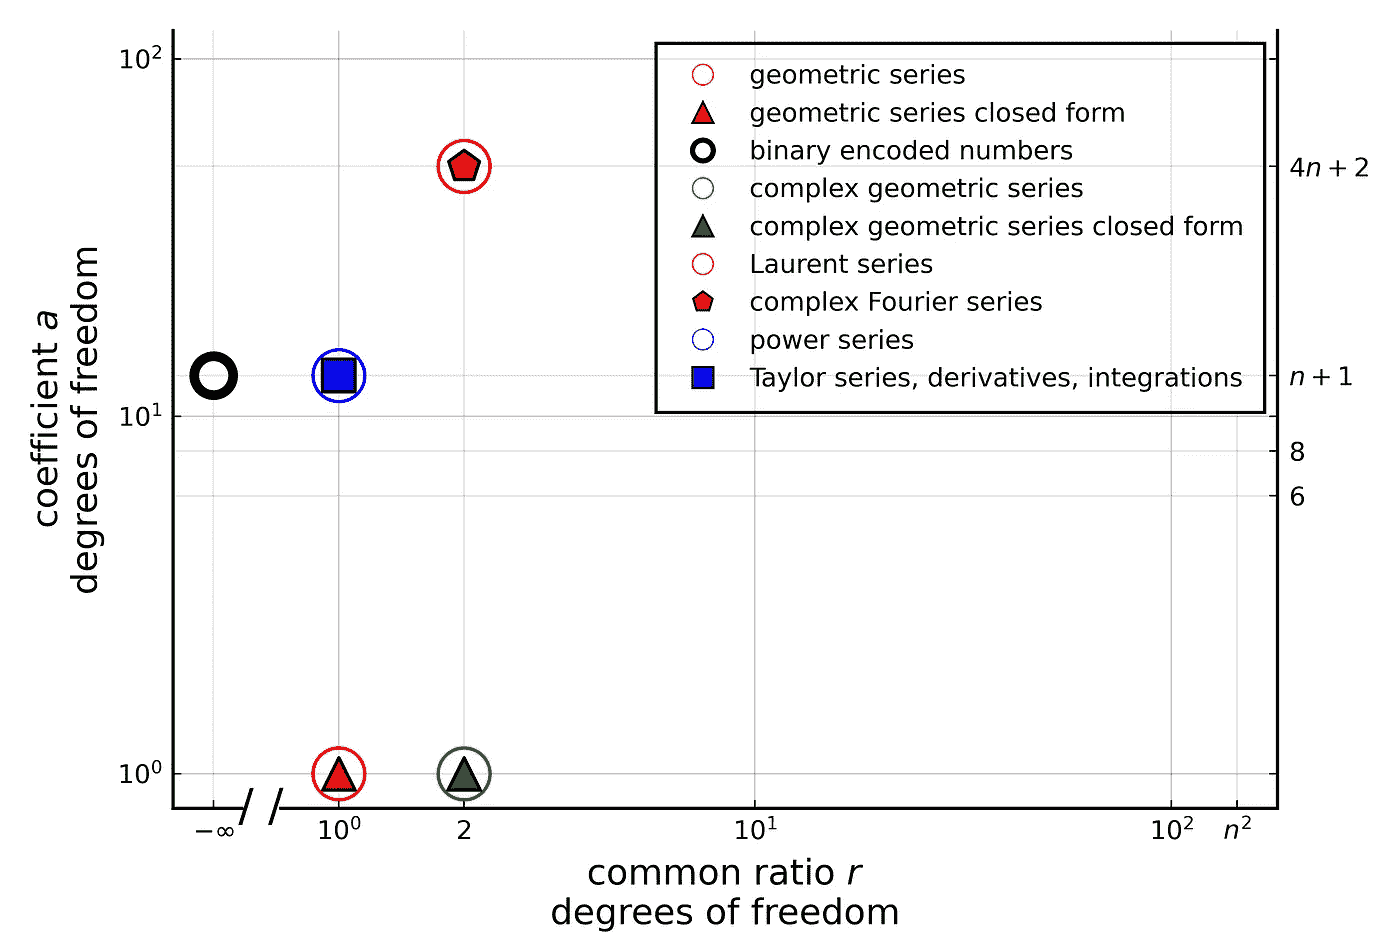 10²
10¹
10⁰
coefficient a
degrees of freedom
geometric series
geometric series closed form
binary encoded numbers
complex geometric series
complex geometric series closed form
Laurent series
complex Fourier series
power series
Taylor series, derivatives, integrations
4n + 2
n + 1
8
6
−∞ 10⁰ 2 10¹ 10² n²
common ratio r
degrees of freedom